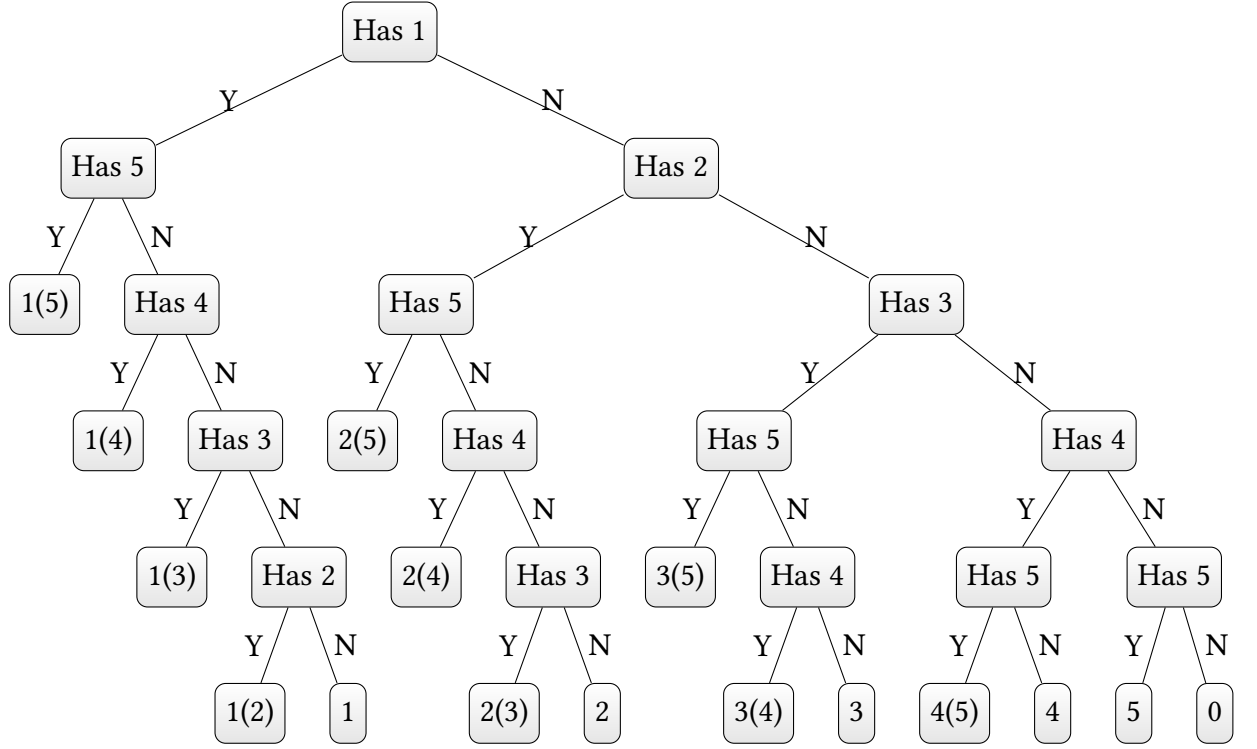 Has 1
Y N
Has 5 Has 2
Y N Y N
1(5) Has 4 Has 5 Has 3
Y N Y N Y N
1(4) Has 3 2(5) Has 4 Has 5 Has 4
Y N Y N Y N Y N
1(3) Has 2 2(4) Has 3 3(5) Has 4 Has 5 Has 5
Y N Y N Y N Y N Y N
1(2) 1 2(3) 2 3(4) 3 4(5) 4 5 0